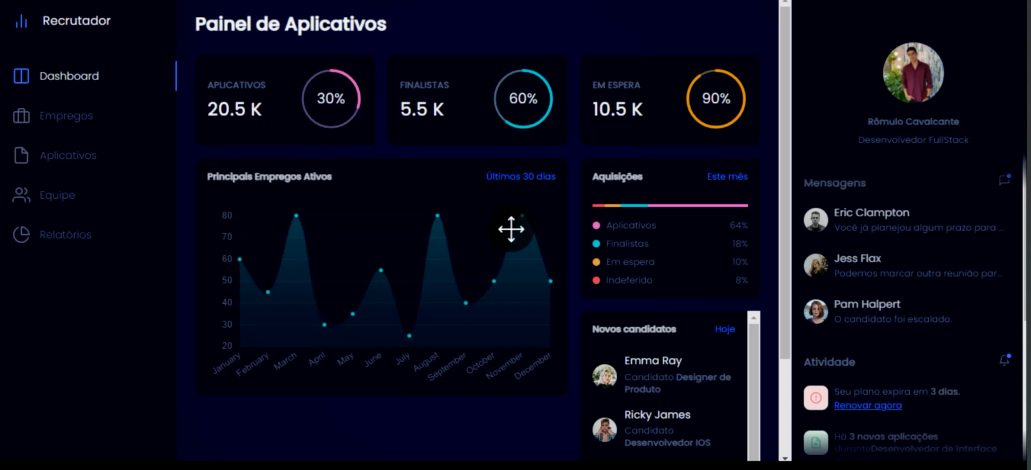 Recrutador
Dashboard
Empregos
Aplicativos
Equipe
Relatórios
Painel de Aplicativos
APLICATIVOS
20.5 K
30%
FINALISTAS
5.5 K
60%
EM ESPERA
10.5 K
90%
Principais Empregos Ativos
Últimos 30 dias
80
70
60
50
40
30
20
January
February
March
April
May
June
July
August
September
October
November
December
Aquisições
Este mês
Aplicativos 64%
Finalistas 18%
Em espera 10%
Indeferido 8%
Novos candidatos
Hoje
Emma Ray
Candidato Designer de
Produto
Ricky James
Candidato
Desenvolvedor IOS
Rômulo Cavalcante
Desenvolvedor FullStack
Mensagens
Eric Clampton
Você já planejou algum prazo para ...
Jess Flax
Podemos marcar outra reunião par...
Pam Halpert
O candidato foi escalado.
Atividade
Seu plano expira em 3 dias.
Renovar agora
Há 3 novas aplicações
duranteDesenvolvedor de Interface